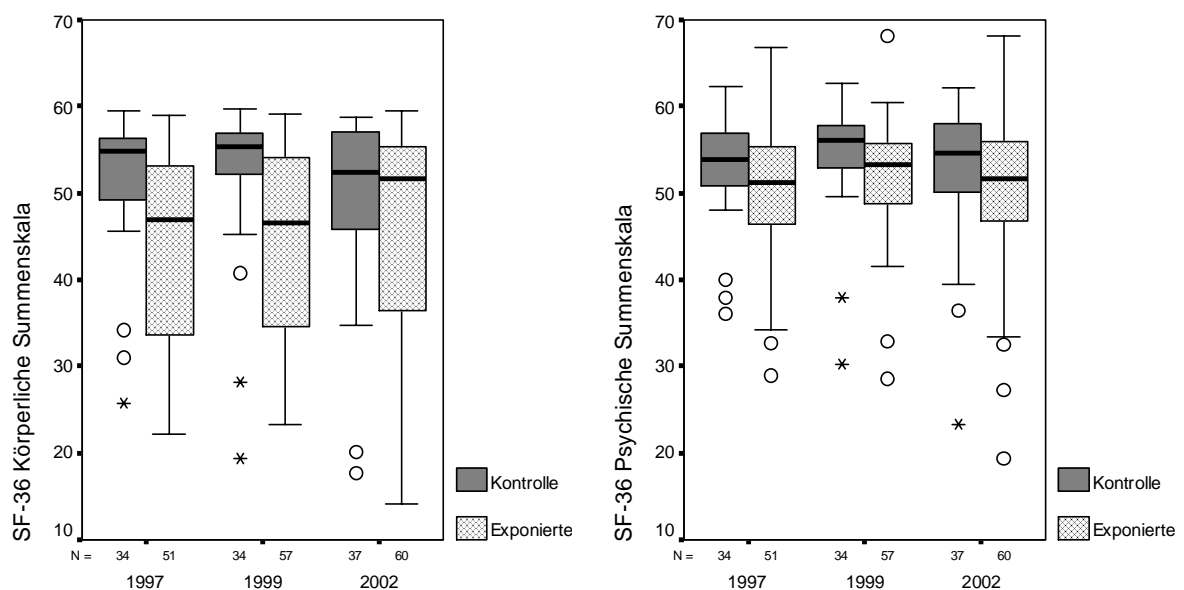 SF-36 Körperliche Summenskala
70
60
50
40
30
20
10
N = 34 51 34 57 37 60
1997 1999 2002
Kontrolle
Exponierte
SF-36 Psychische Summenskala
70
60
50
40
30
20
10
N = 34 51 34 57 37 60
1997 1999 2002
Kontrolle
Exponierte